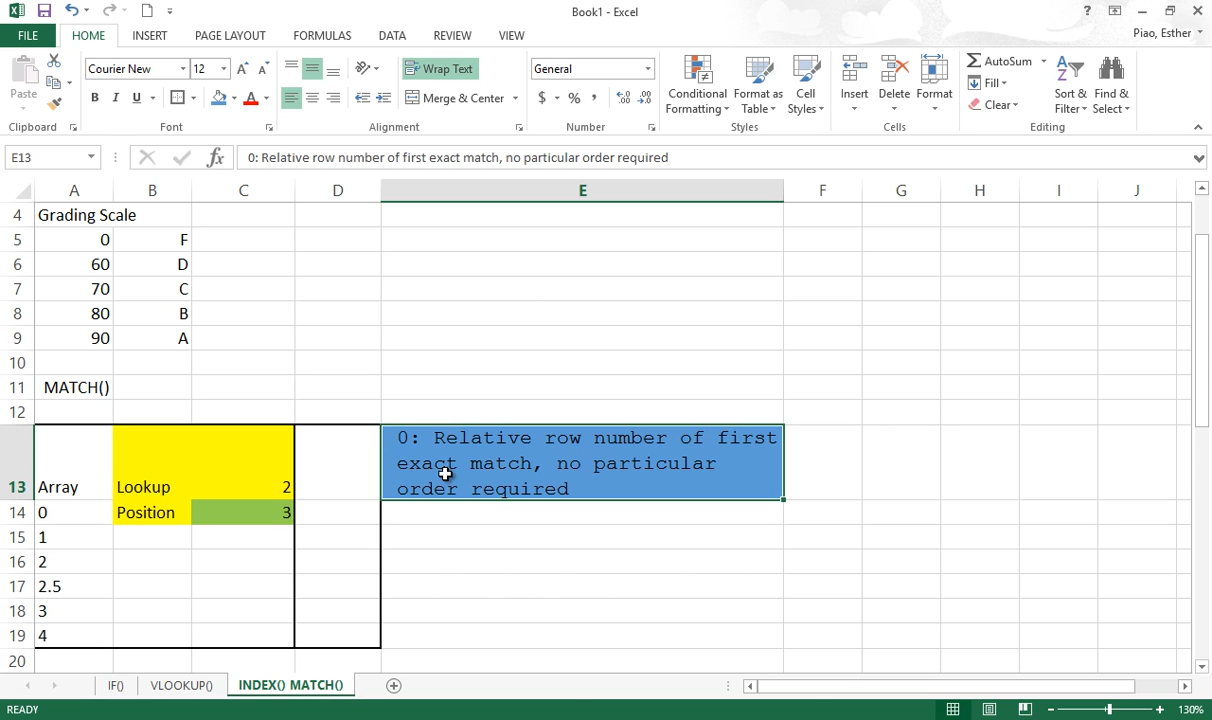 Book1 - Excel
?
Piao, Esther
FILE HOME INSERT PAGE LAYOUT FORMULAS DATA REVIEW VIEW
Paste
Courier New 12
B I U A
Wrap Text
Merge & Center
General
$ % ,
Conditional Formatting
Format as Table
Cell Styles
Insert
Delete
Format
AutoSum
Fill
Clear
Sort & Filter
Find & Select
Clipboard Font Alignment Number Styles Cells Editing
E13 fx 0: Relative row number of first exact match, no particular order required
A B C D E F G H I J
4 Grading Scale
5 0 F
6 60 D
7 70 C
8 80 B
9 90 A
10
11 MATCH()
12
0: Relative row number of first
exact match, no particular
13 Array Lookup 2 order required
14 0 Position 3
15 1
16 2
17 2.5
18 3
19 4
20
IF() VLOOKUP() INDEX() MATCH()
READY 130%